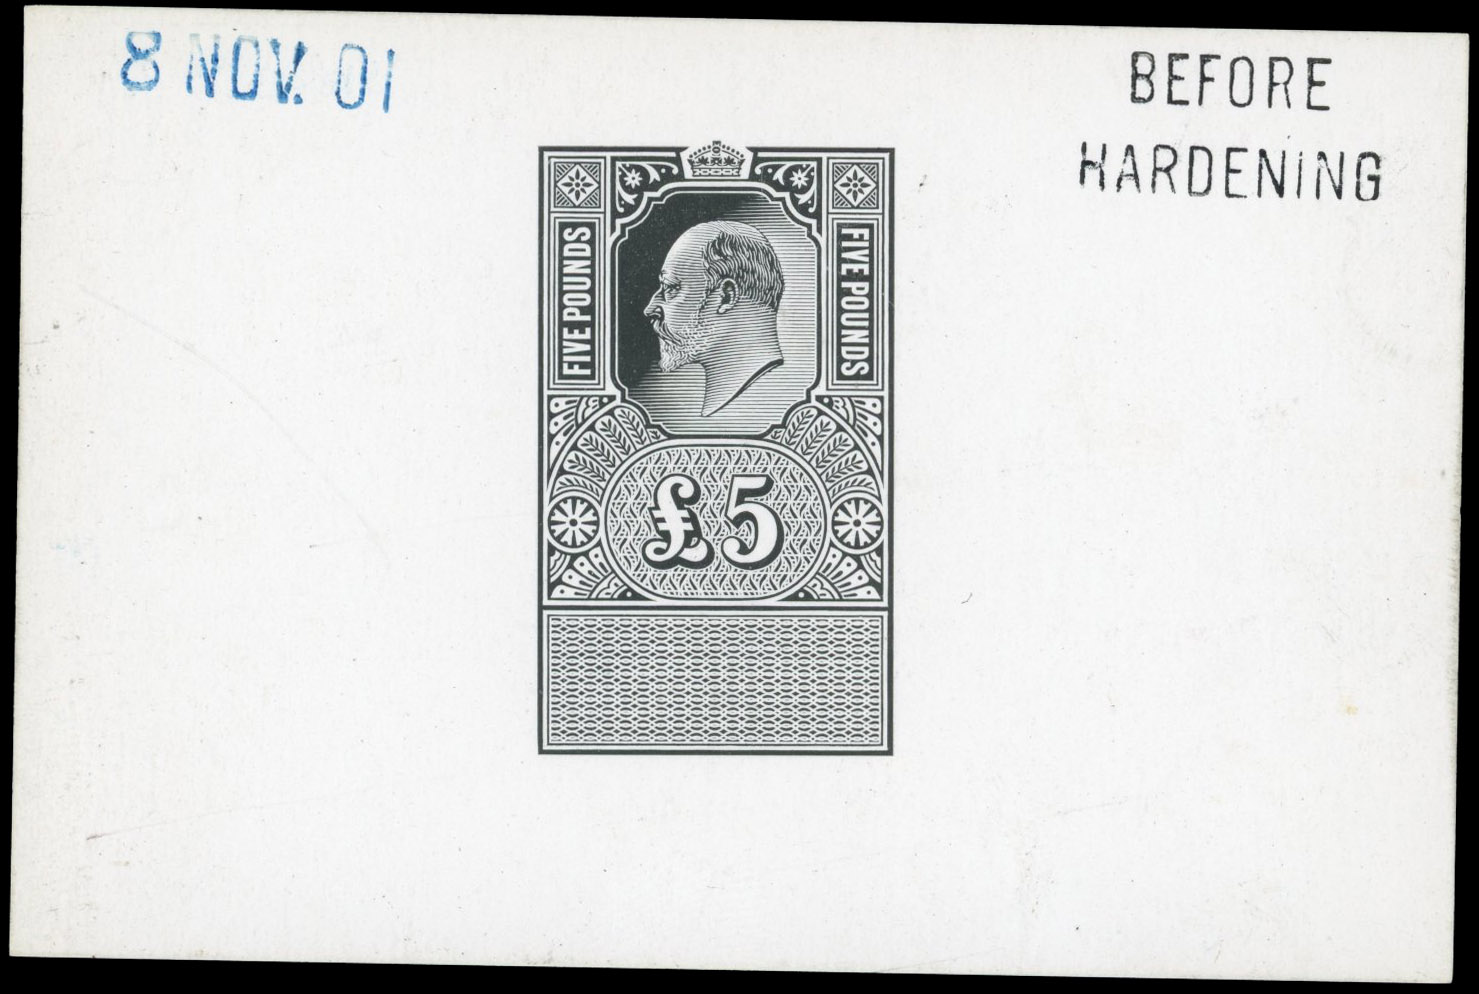 8 NOV. 01
BEFORE
HARDENING
FIVE POUNDS
FIVE POUNDS
£5